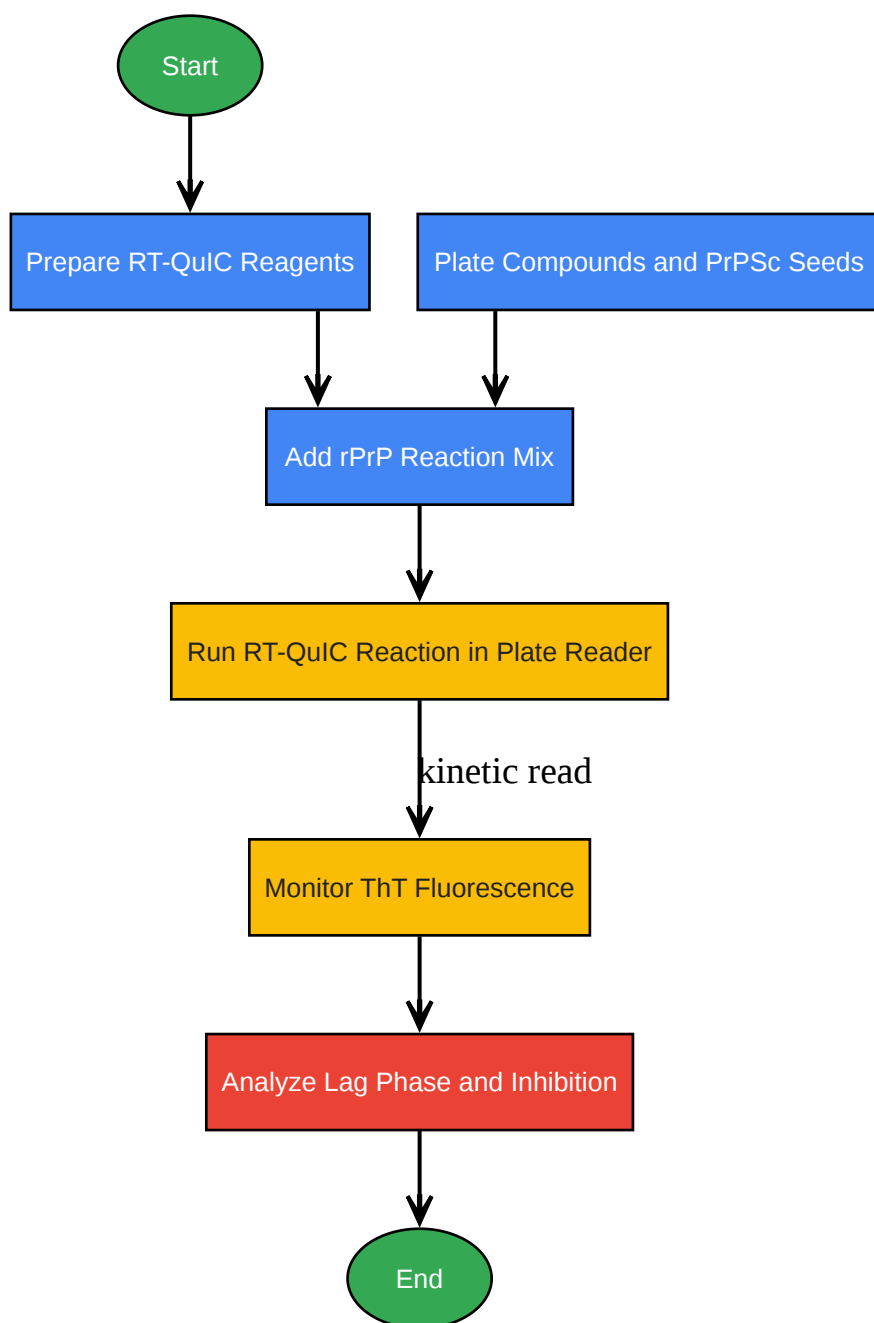 Start
Prepare RT-QuIC Reagents
Plate Compounds and PrPSc Seeds
Add rPrP Reaction Mix
Run RT-QuIC Reaction in Plate Reader
kinetic read
Monitor ThT Fluorescence
Analyze Lag Phase and Inhibition
End